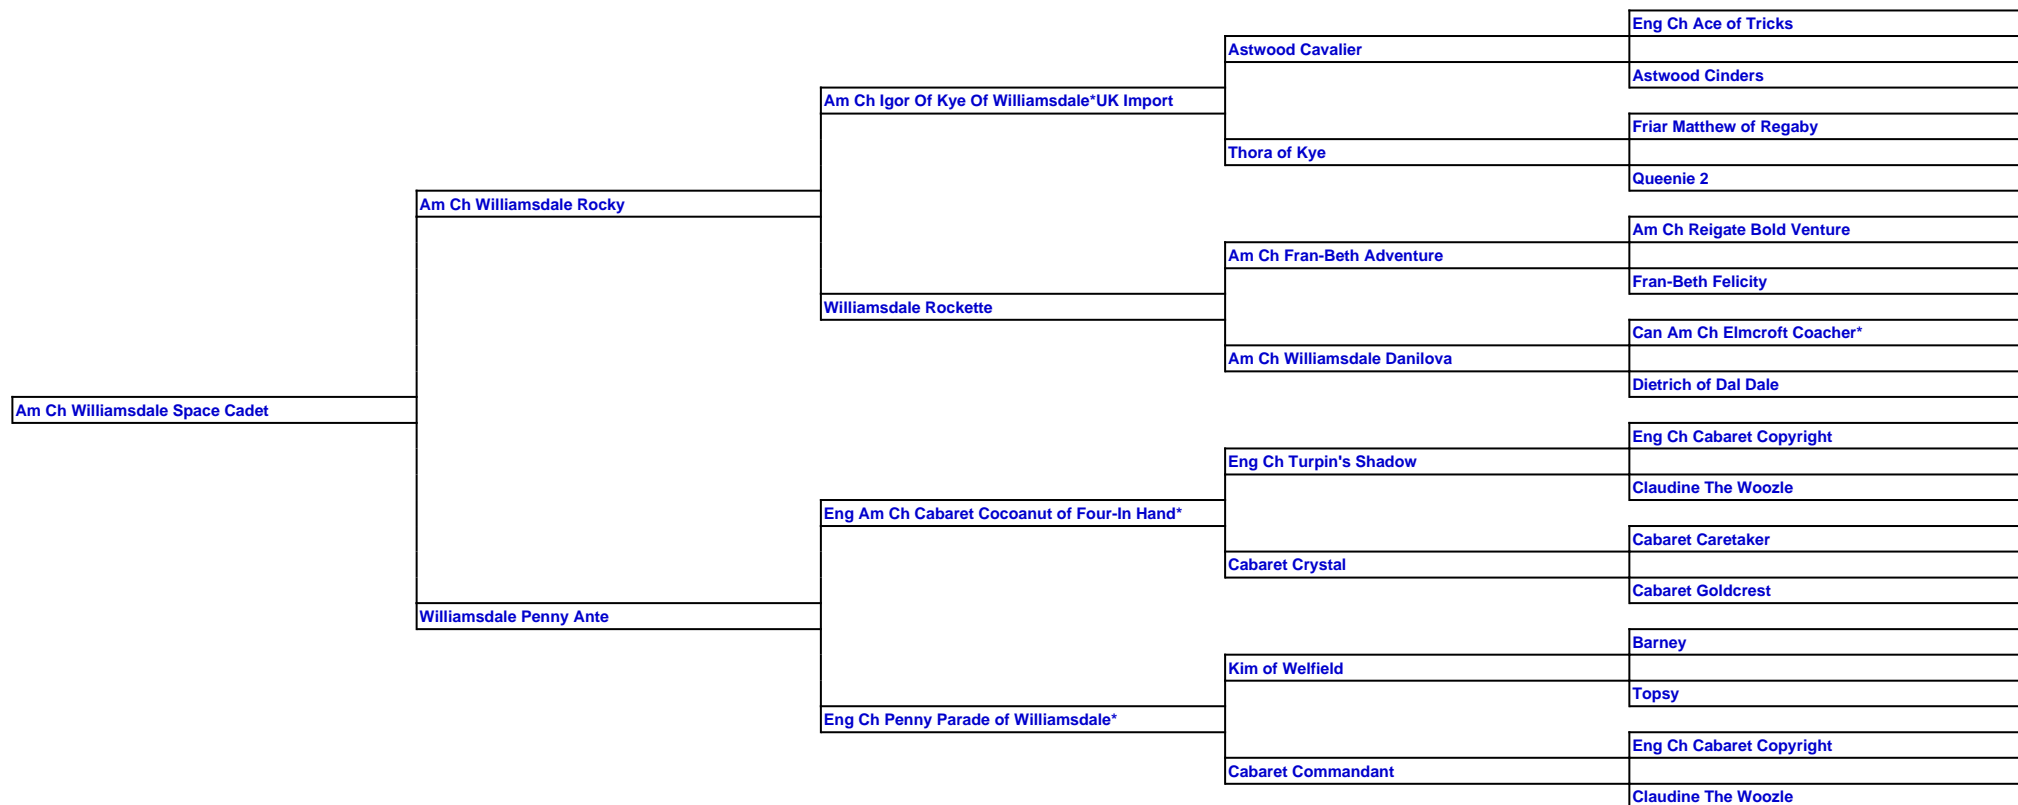 Eng Ch Ace of Tricks
Astwood Cavalier
Astwood Cinders
Am Ch Igor Of Kye Of Williamsdale*UK Import
Friar Matthew of Regaby
Thora of Kye
Queenie 2
Am Ch Williamsdale Rocky
Am Ch Reigate Bold Venture
Am Ch Fran-Beth Adventure
Fran-Beth Felicity
Williamsdale Rockette
Can Am Ch Elmcroft Coacher*
Am Ch Williamsdale Danilova
Dietrich of Dal Dale
Am Ch Williamsdale Space Cadet
Eng Ch Cabaret Copyright
Eng Ch Turpin's Shadow
Claudine The Woozle
Eng Am Ch Cabaret Cocoanut of Four-In Hand*
Cabaret Caretaker
Cabaret Crystal
Cabaret Goldcrest
Williamsdale Penny Ante
Barney
Kim of Welfield
Topsy
Eng Ch Penny Parade of Williamsdale*
Eng Ch Cabaret Copyright
Cabaret Commandant
Claudine The Woozle